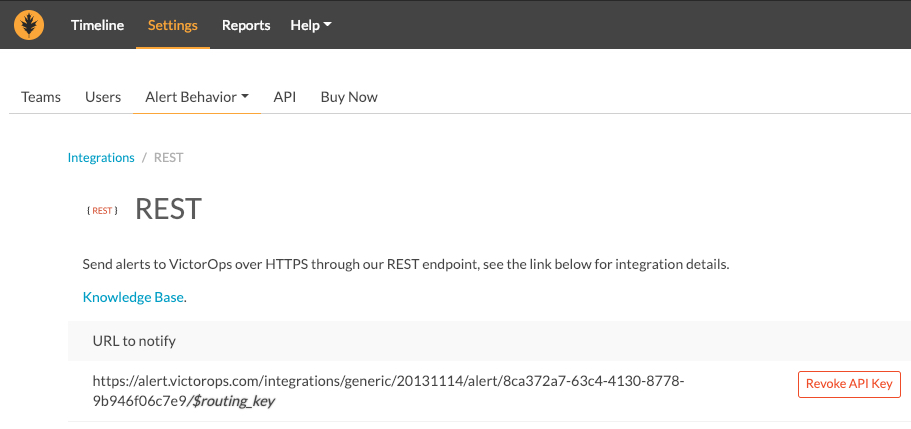 Timeline Settings Reports Help
Teams Users Alert Behavior API Buy Now
Integrations / REST
{ REST } REST
Send alerts to VictorOps over HTTPS through our REST endpoint, see the link below for integration details.
Knowledge Base.
URL to notify
https://alert.victorops.com/integrations/generic/20131114/alert/8ca372a7-63c4-4130-8778-
9b946f06c7e9/$routing_key Revoke API Key